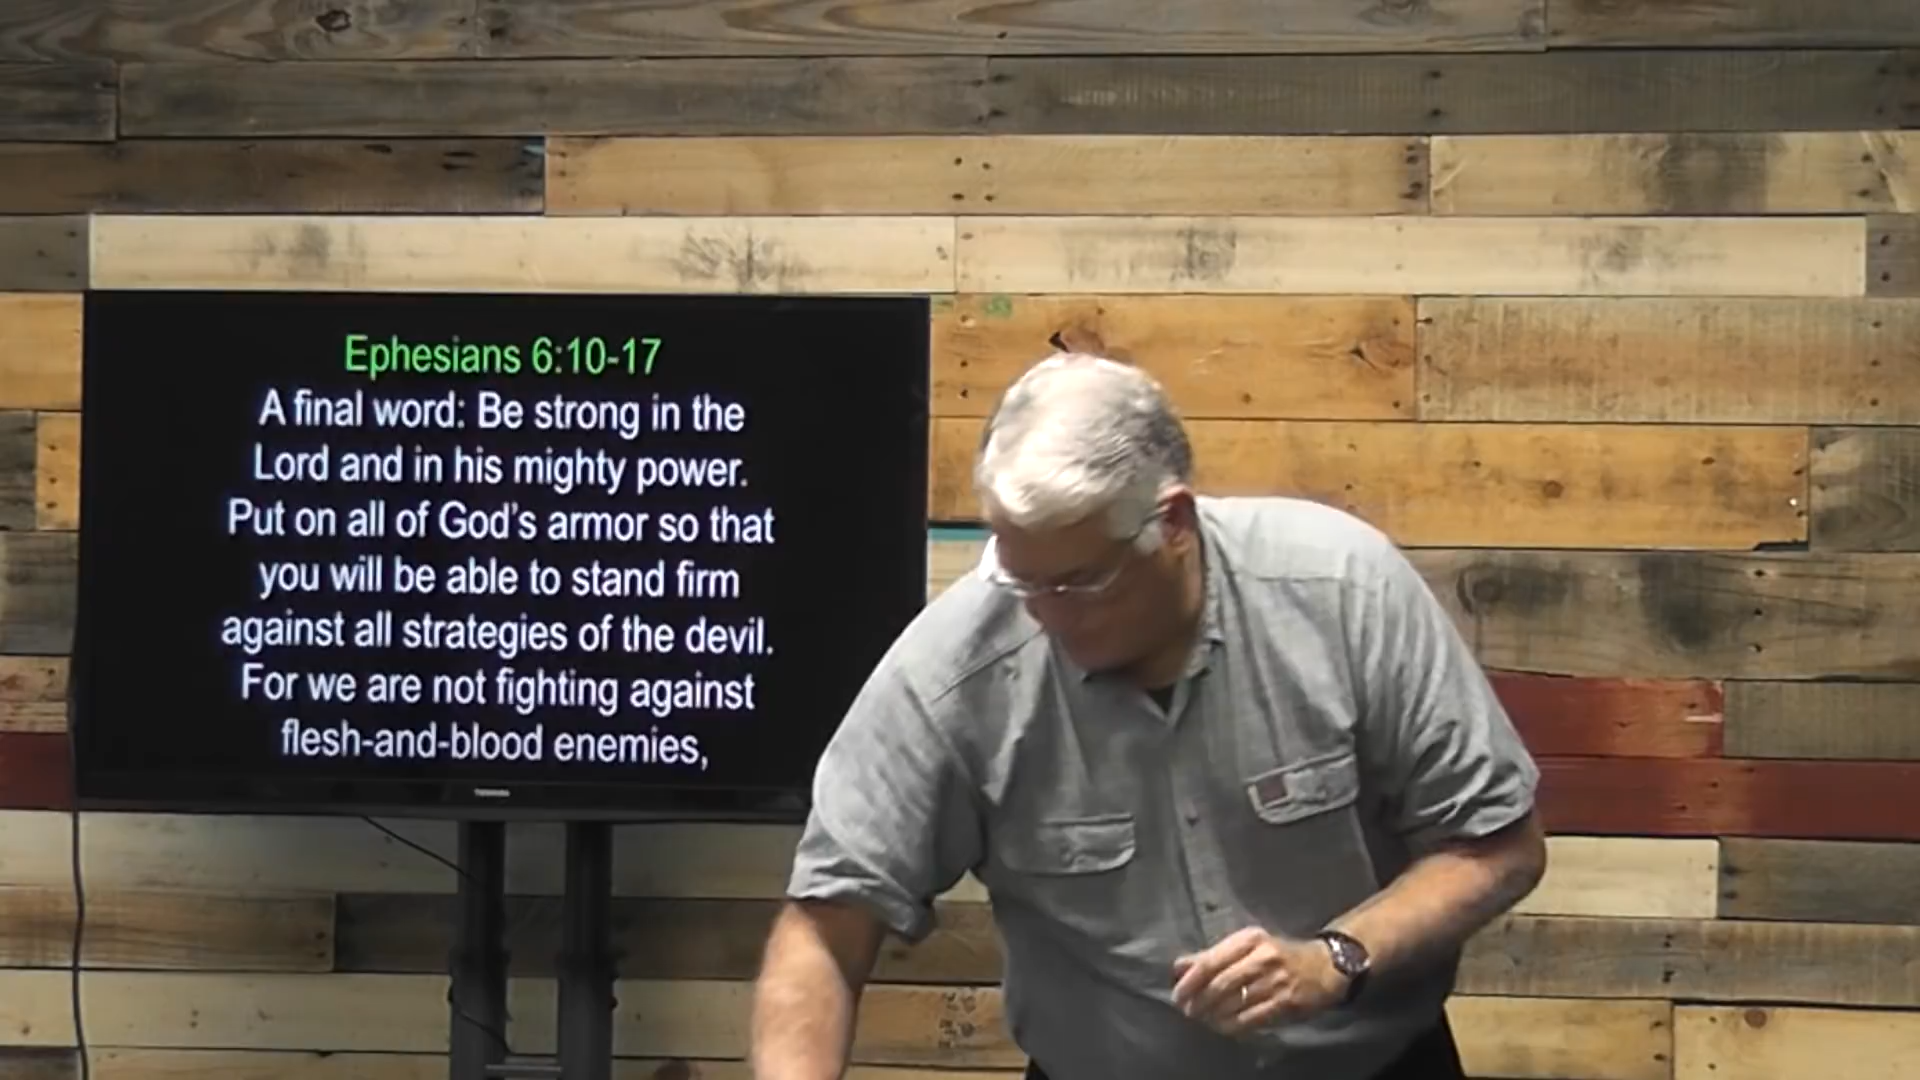 Ephesians 6:10-17
A final word: Be strong in the
Lord and in his mighty power.
Put on all of God's armor so that
you will be able to stand firm
against all strategies of the devil.
For we are not fighting against
flesh-and-blood enemies,
TOSHIBA